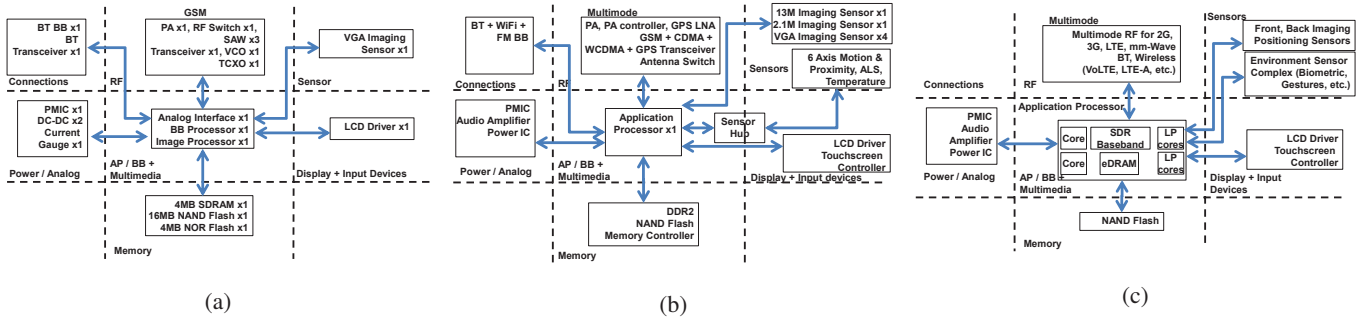 GSM
BT BB x1
BT
Transceiver x1
PA x1, RF Switch x1,
SAW x3
Transceiver x1, VCO x1
TCXO x1
VGA Imaging
Sensor x1
Connections
RF
Sensor
PMIC x1
DC-DC x2
Current
Gauge x1
Analog Interface x1
BB Processor x1
Image Processor x1
LCD Driver x1
Power / Analog
AP / BB +
Multimedia
Display + Input Devices
4MB SDRAM x1
16MB NAND Flash x1
4MB NOR Flash x1
Memory
(a)
Multimode
BT + WiFi +
FM BB
PA, PA controller, GPS LNA
GSM + CDMA +
WCDMA + GPS Transceiver
Antenna Switch
13M Imaging Sensor x1
2.1M Imaging Sensor x1
VGA Imaging Sensor x4
Sensors
6 Axis Motion &
Proximity, ALS,
Temperature
Connections
RF
PMIC
Audio Amplifier
Power IC
Application
Processor x1
Sensor
Hub
LCD Driver
Touchscreen
Controller
Power / Analog
AP / BB +
Multimedia
Display + Input devices
DDR2
NAND Flash
Memory Controller
Memory
(b)
Multimode
Multimode RF for 2G,
3G, LTE, mm-Wave
BT, Wireless
(VoLTE, LTE-A, etc.)
Sensors
Front, Back Imaging
Positioning Sensors
Environment Sensor
Complex (Biometric,
Gestures, etc.)
Connections
RF
Application Processor
PMIC
Audio
Amplifier
Power IC
Core
SDR
Baseband
LP
cores
Core
eDRAM
LP
cores
LCD Driver
Touchscreen
Controller
Power / Analog
AP / BB +
Multimedia
Display + Input
Devices
NAND Flash
Memory
(c)